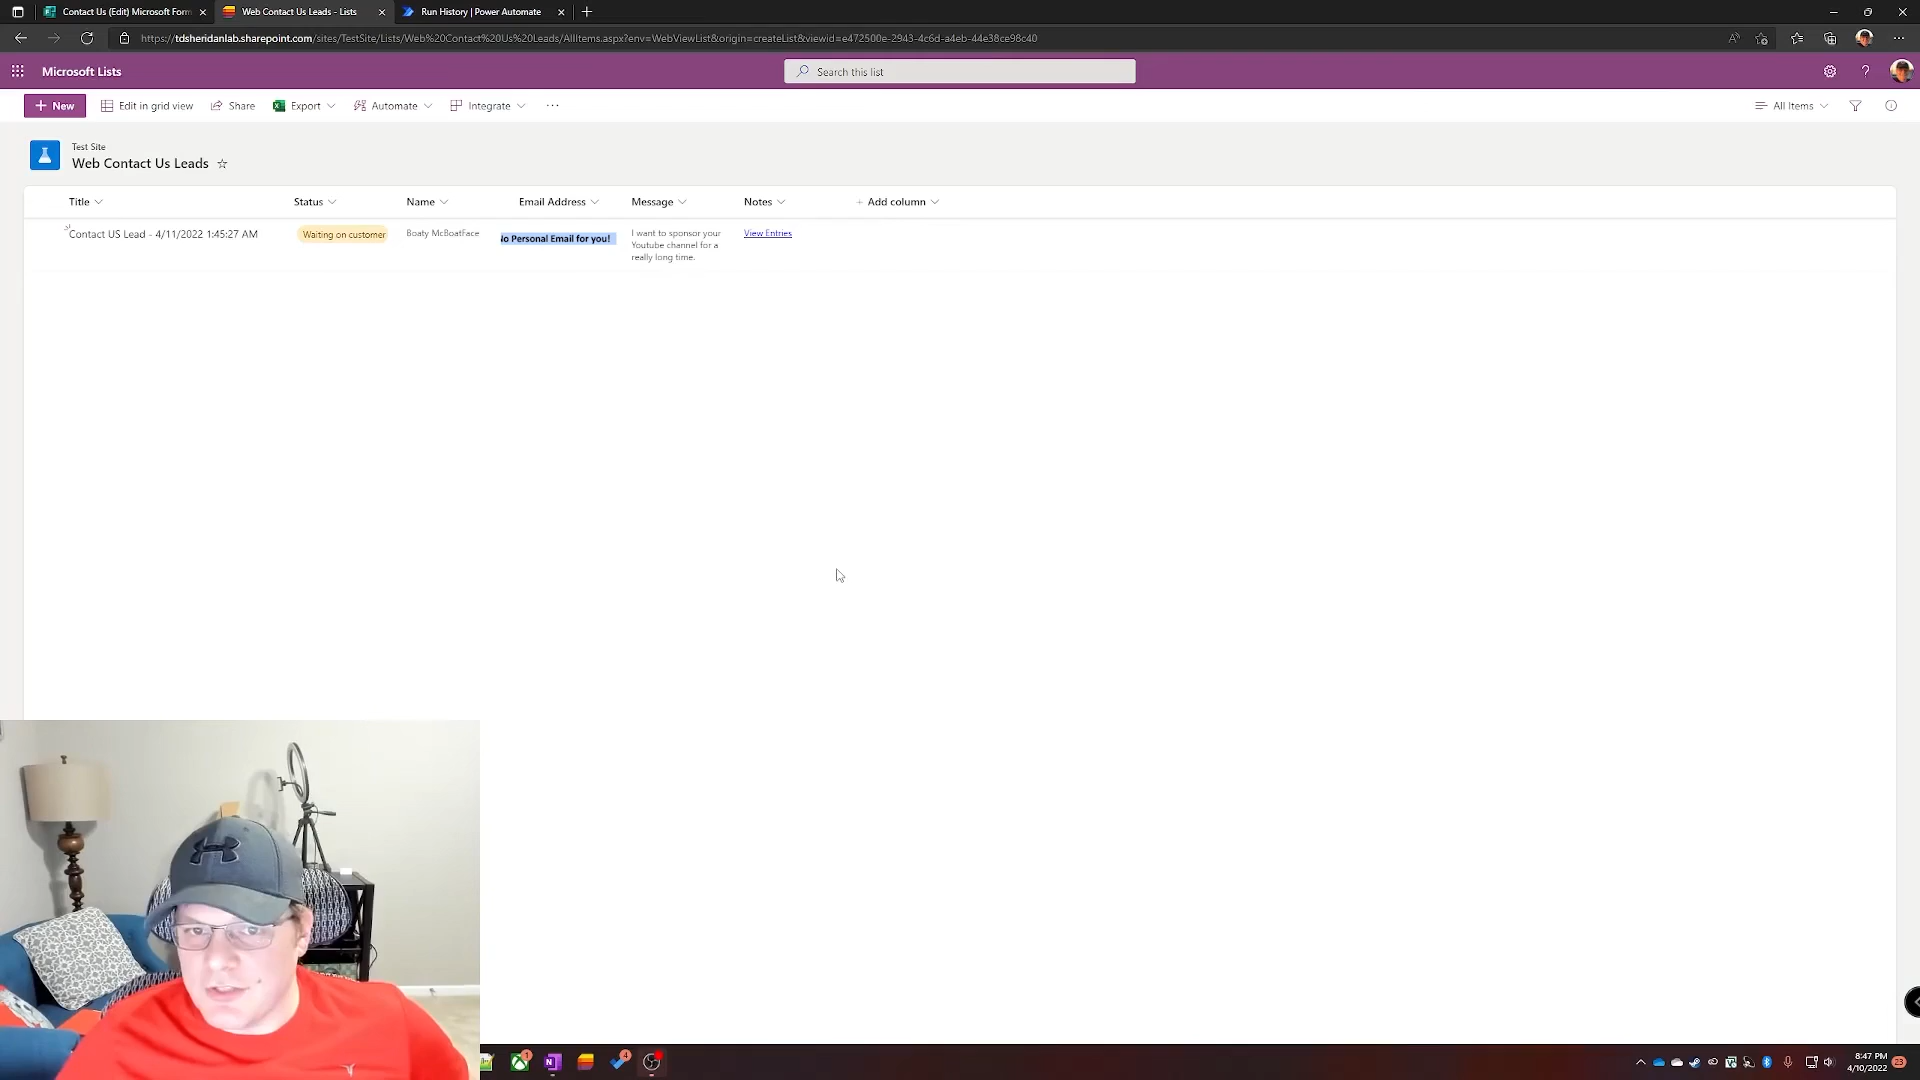 Contact Us (Edit) Microsoft Form
Web Contact Us Leads - Lists
Run History | Power Automate
https://tdsheridanlab.sharepoint.com/sites/TestSite/Lists/Web%20Contact%20Us%20Leads/AllItems.aspx?env=WebViewList&origin=createList&viewid=e472500e-2943-4c6d-a4eb-44e38ce98c40
Microsoft Lists
Search this list
New
Edit in grid view
Share
Export
Automate
Integrate
All Items
Test Site
Web Contact Us Leads
Title
Status
Name
Email Address
Message
Notes
+ Add column
Contact US Lead - 4/11/2022 1:45:27 AM
Waiting on customer
Boaty McBoatFace
No Personal Email for you!
I want to sponsor your
Youtube channel for a
really long time.
View Entries
8:47 PM
4/10/2022